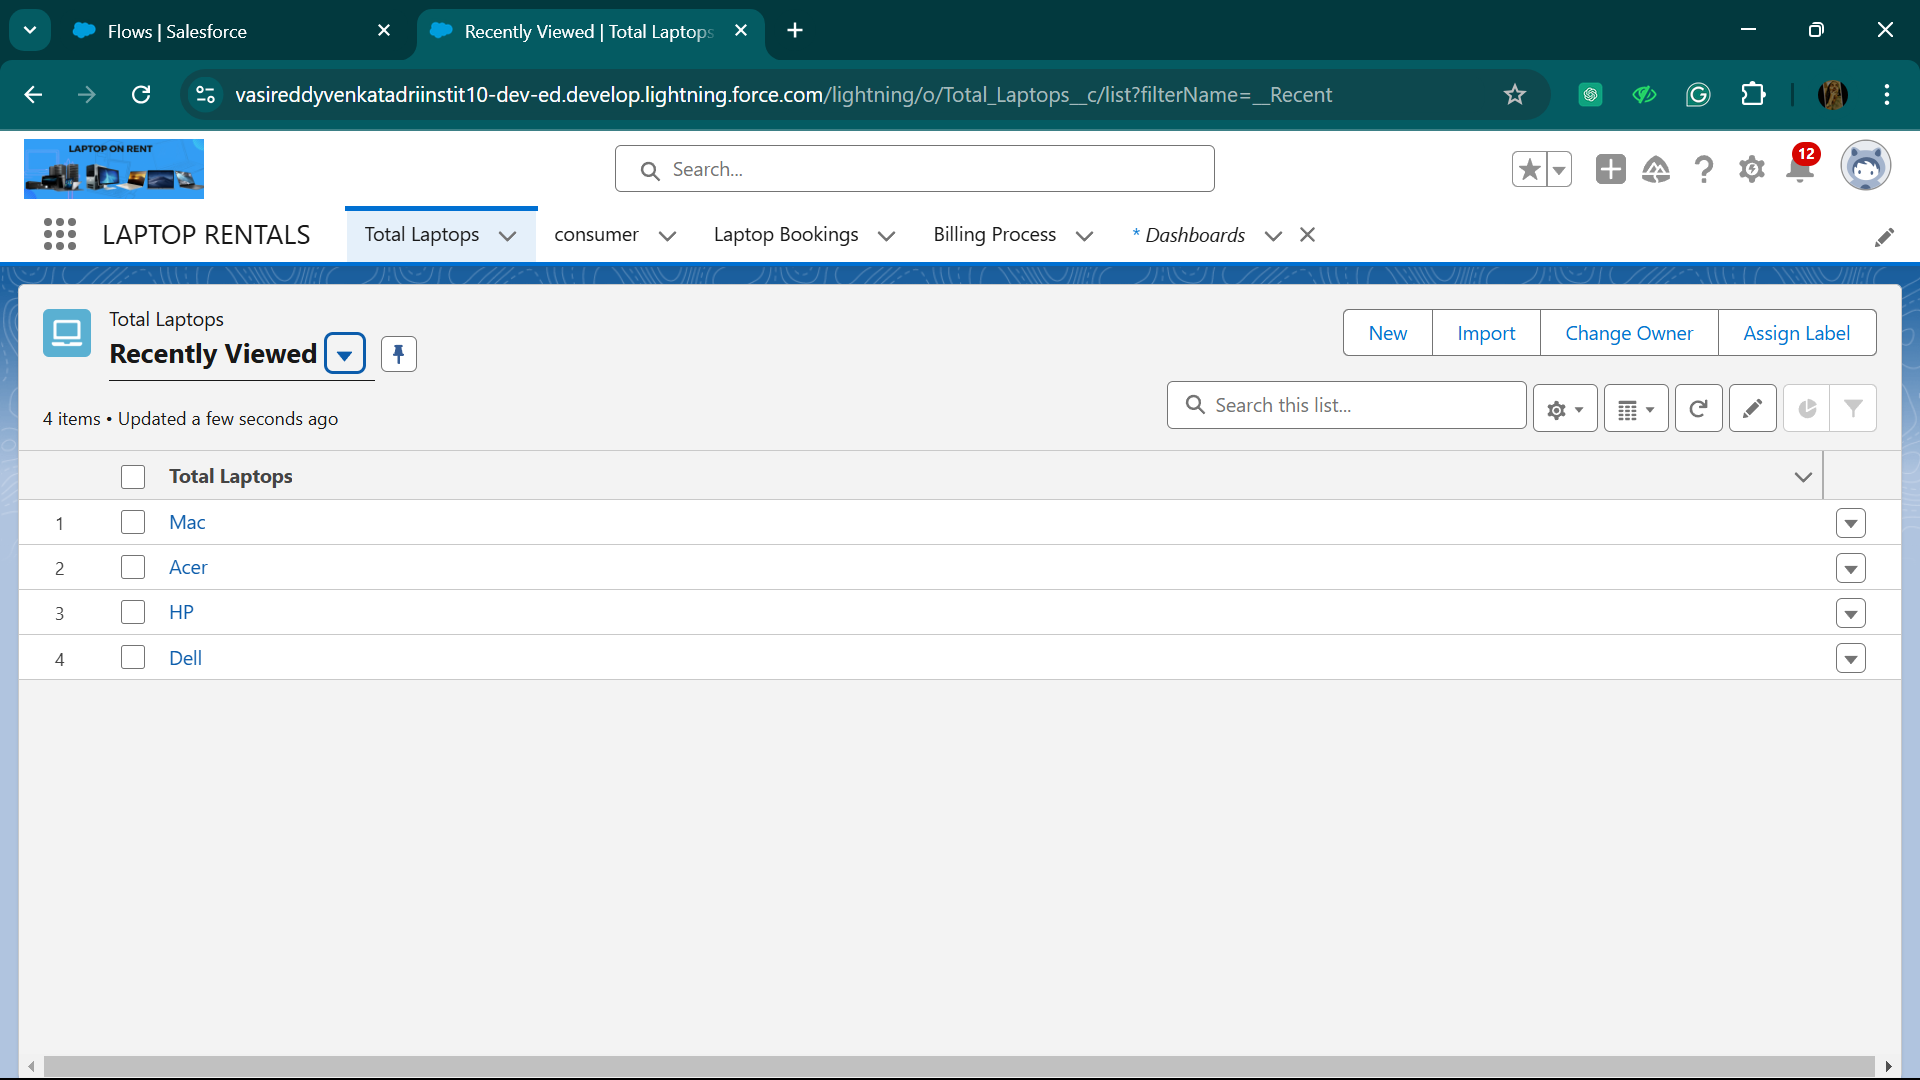 Flows | Salesforce
Recently Viewed | Total Laptops
vasireddyvenkatadriinstit10-dev-ed.develop.lightning.force.com/lightning/o/Total_Laptops__c/list?filterName=__Recent
LAPTOP ON RENT
Search...
12
LAPTOP RENTALS
Total Laptops
consumer
Laptop Bookings
Billing Process
* Dashboards
Total Laptops
Recently Viewed
New
Import
Change Owner
Assign Label
4 items • Updated a few seconds ago
Search this list...
Total Laptops
1 Mac
2 Acer
3 HP
4 Dell